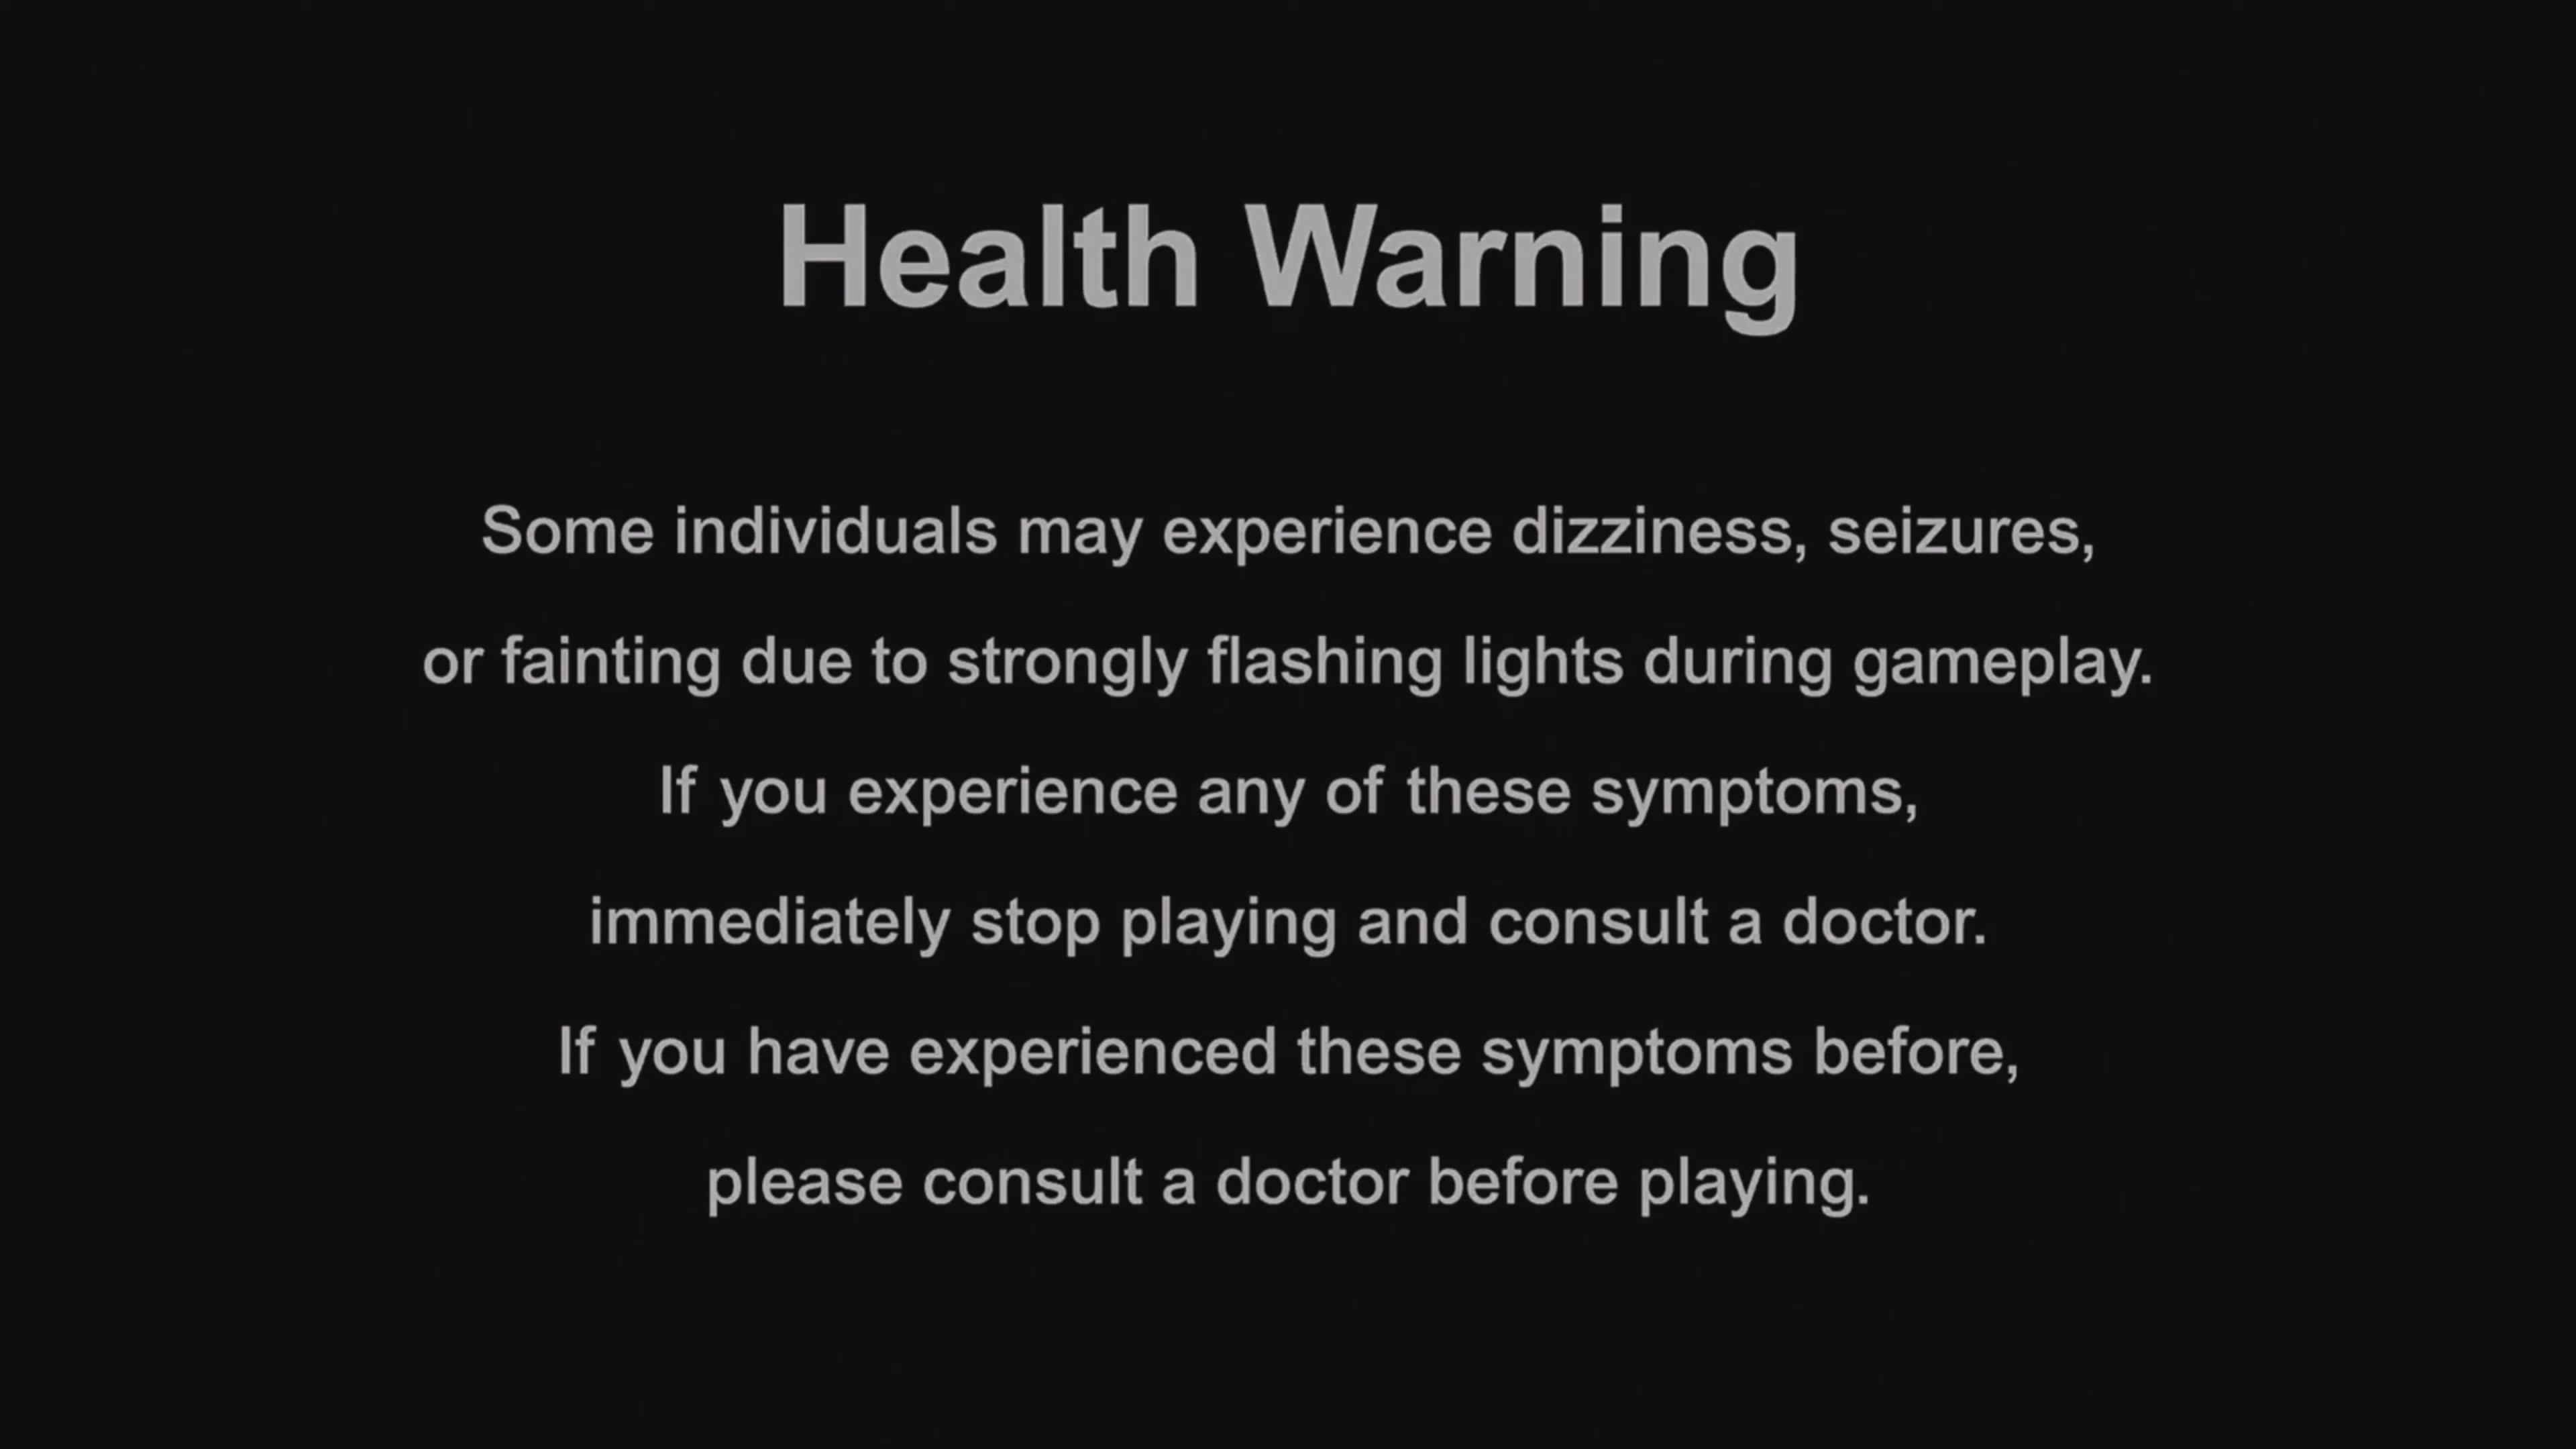 Health Warning
Some individuals may experience dizziness, seizures,
or fainting due to strongly flashing lights during gameplay.
If you experience any of these symptoms,
immediately stop playing and consult a doctor.
If you have experienced these symptoms before,
please consult a doctor before playing.